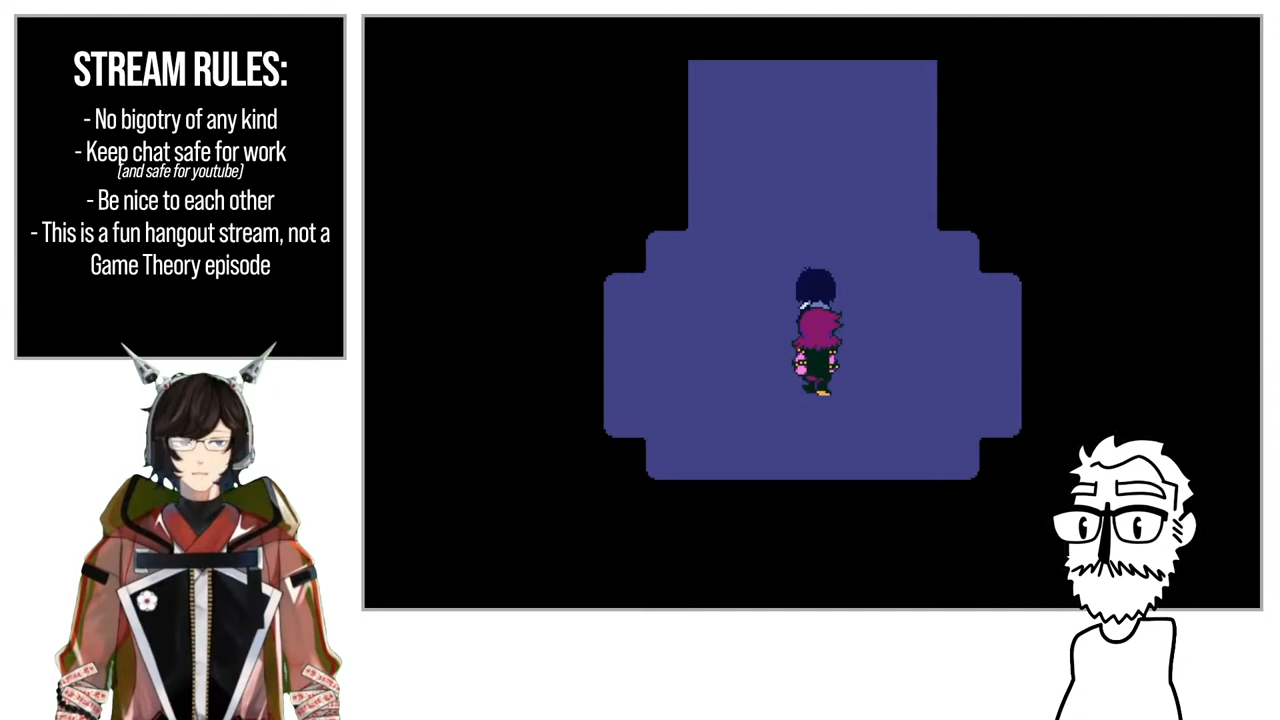 STREAM RULES:
- No bigotry of any kind
- Keep chat safe for work
(and safe for youtube)
- Be nice to each other
- This is a fun hangout stream, not a
Game Theory episode